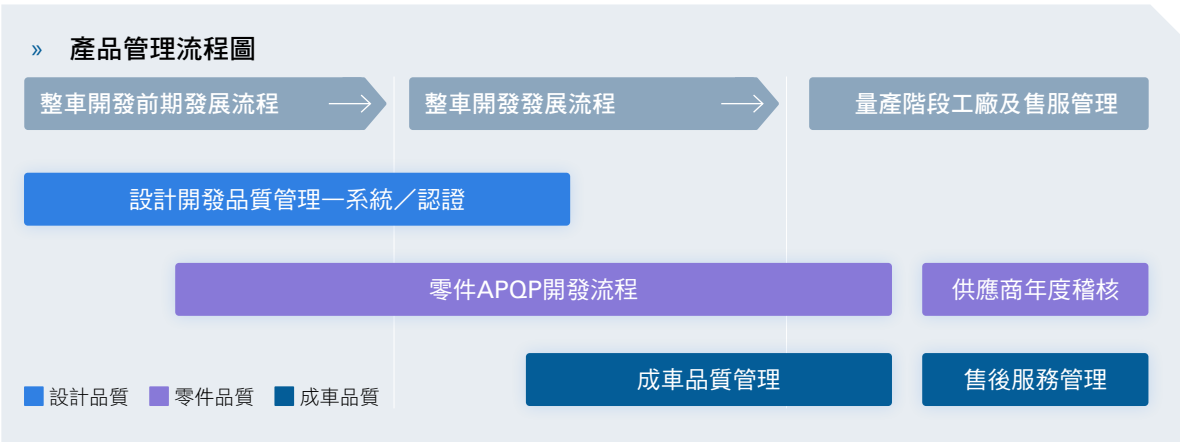 » 產品管理流程圖
整車開發前期發展流程
整車開發發展流程
量產階段工廠及售服管理
設計開發品質管理—系統／認證
零件APQP開發流程
供應商年度稽核
成車品質管理
售後服務管理
設計品質 零件品質 成車品質